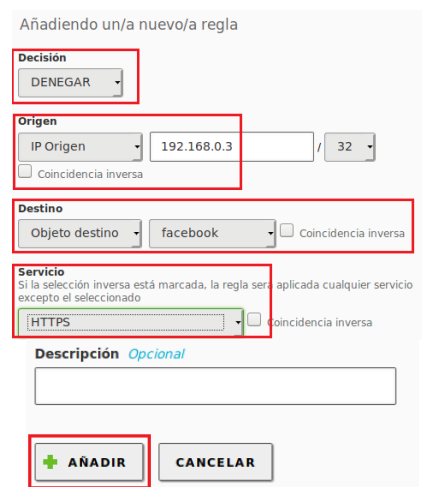 Añadiendo un/a nuevo/a regla
Decisión
DENEGAR
Origen
IP Origen 192.168.0.3 / 32
Coincidencia inversa
Destino
Objeto destino facebook Coincidencia inversa
Servicio
Si la selección inversa está marcada, la regla será aplicada cualquier servicio
excepto el seleccionado
HTTPS Coincidencia inversa
Descripción Opcional
AÑADIR CANCELAR